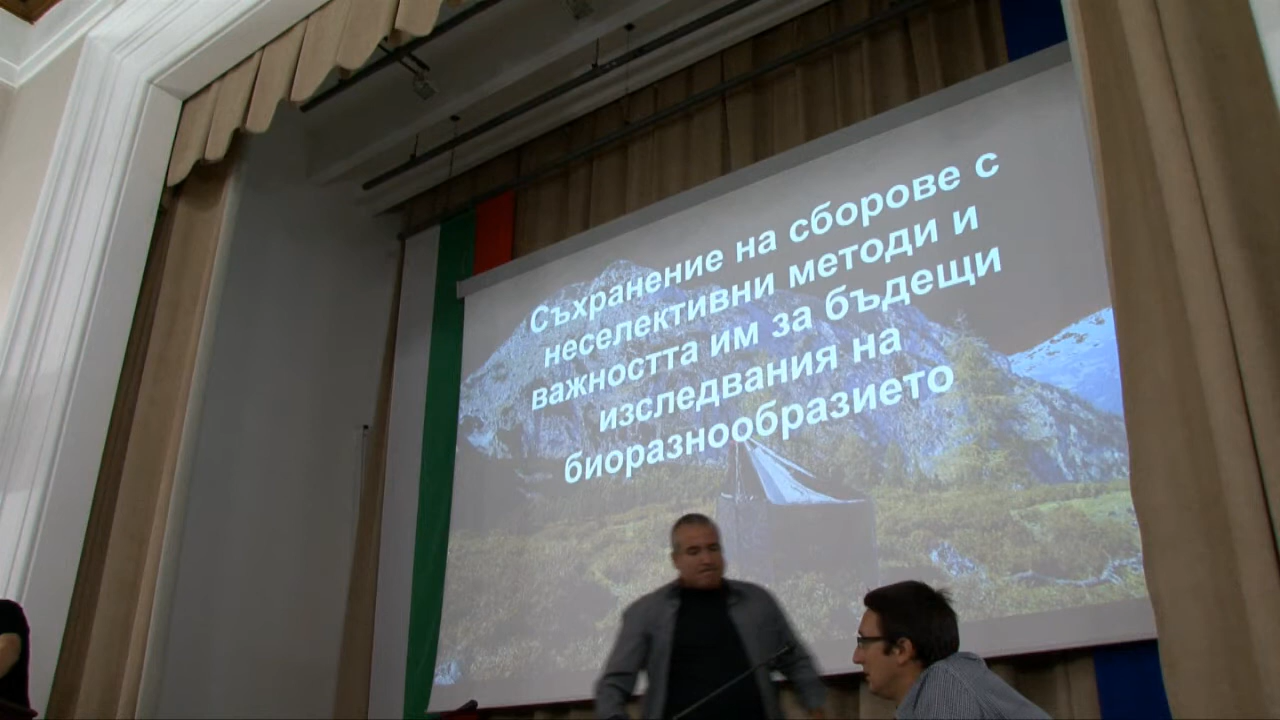 Съхранение на сборове с
неселективни методи и
важността им за бъдещи
изследвания на
биоразнообразието